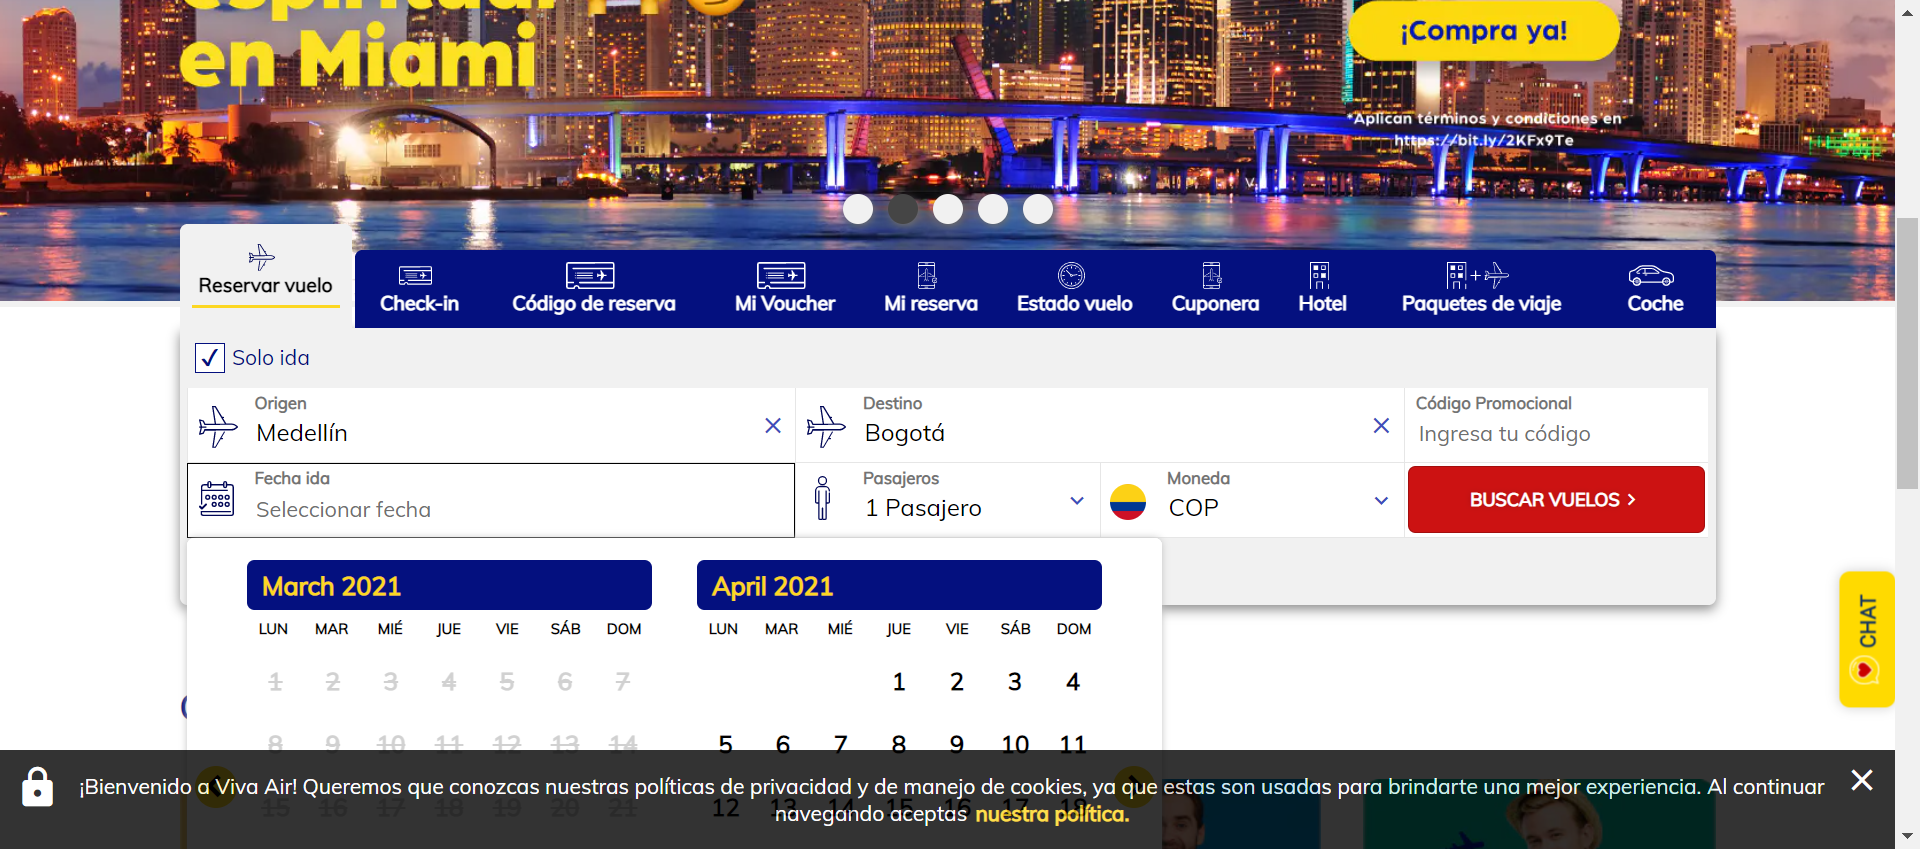 espiritual
en Miami
¡Compra ya!
*Aplican términos y condiciones en
https://bit.ly/2KFx9Te
Reservar vuelo
Check-in
Código de reserva
Mi Voucher
Mi reserva
Estado vuelo
Cuponera
Hotel
Paquetes de viaje
Coche
Solo ida
Origen
Medellín
Destino
Bogotá
Código Promocional
Ingresa tu código
Fecha ida
Seleccionar fecha
Pasajeros
1 Pasajero
Moneda
COP
BUSCAR VUELOS
March 2021
LUN MAR MIÉ JUE VIE SÁB DOM
1 2 3 4 5 6 7
8 9 10 11 12 13 14
15 16 17 18 19 20 21
April 2021
LUN MAR MIÉ JUE VIE SÁB DOM
1 2 3 4
5 6 7 8 9 10 11
12 13 14 15 16 17 18
CHAT
¡Bienvenido a Viva Air! Queremos que conozcas nuestras políticas de privacidad y de manejo de cookies, ya que estas son usadas para brindarte una mejor experiencia. Al continuar
navegando aceptas nuestra política.